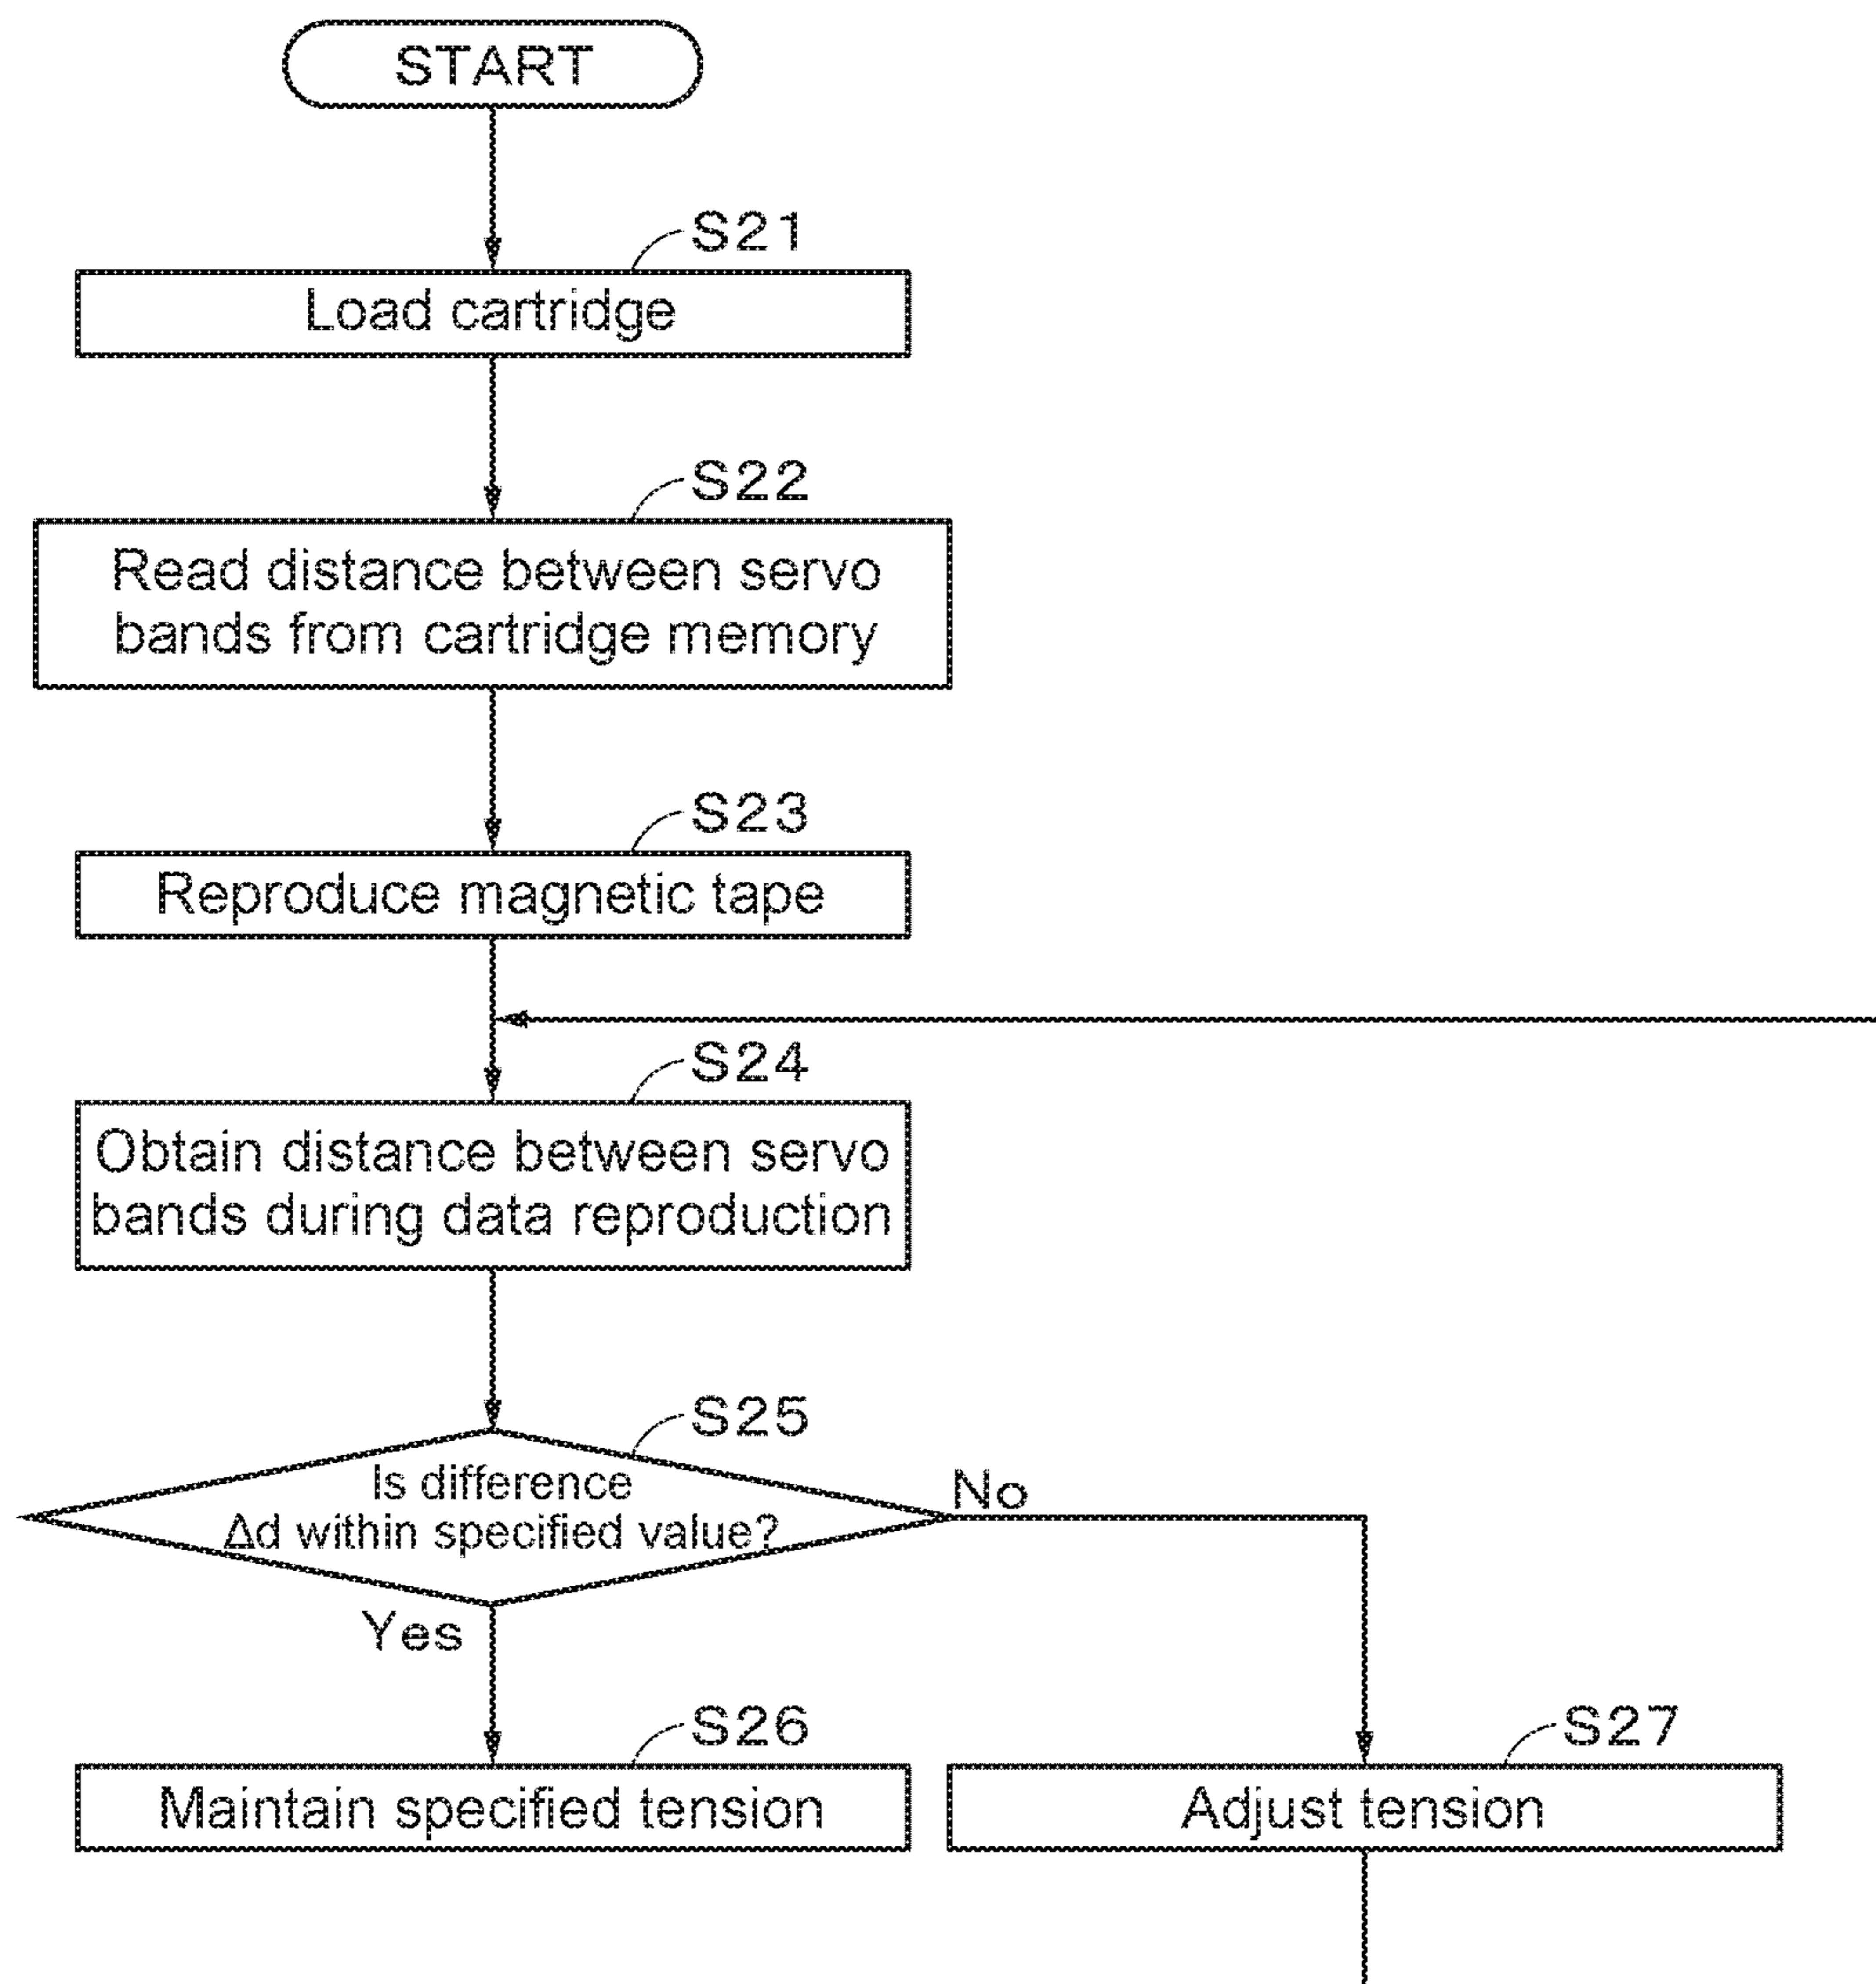 START
S21
Load cartridge
S22
Read distance between servo
bands from cartridge memory
S23
Reproduce magnetic tape
S24
Obtain distance between servo
bands during data reproduction
S25
Is difference
Δd within specified value?
No
Yes
S26
Maintain specified tension
S27
Adjust tension